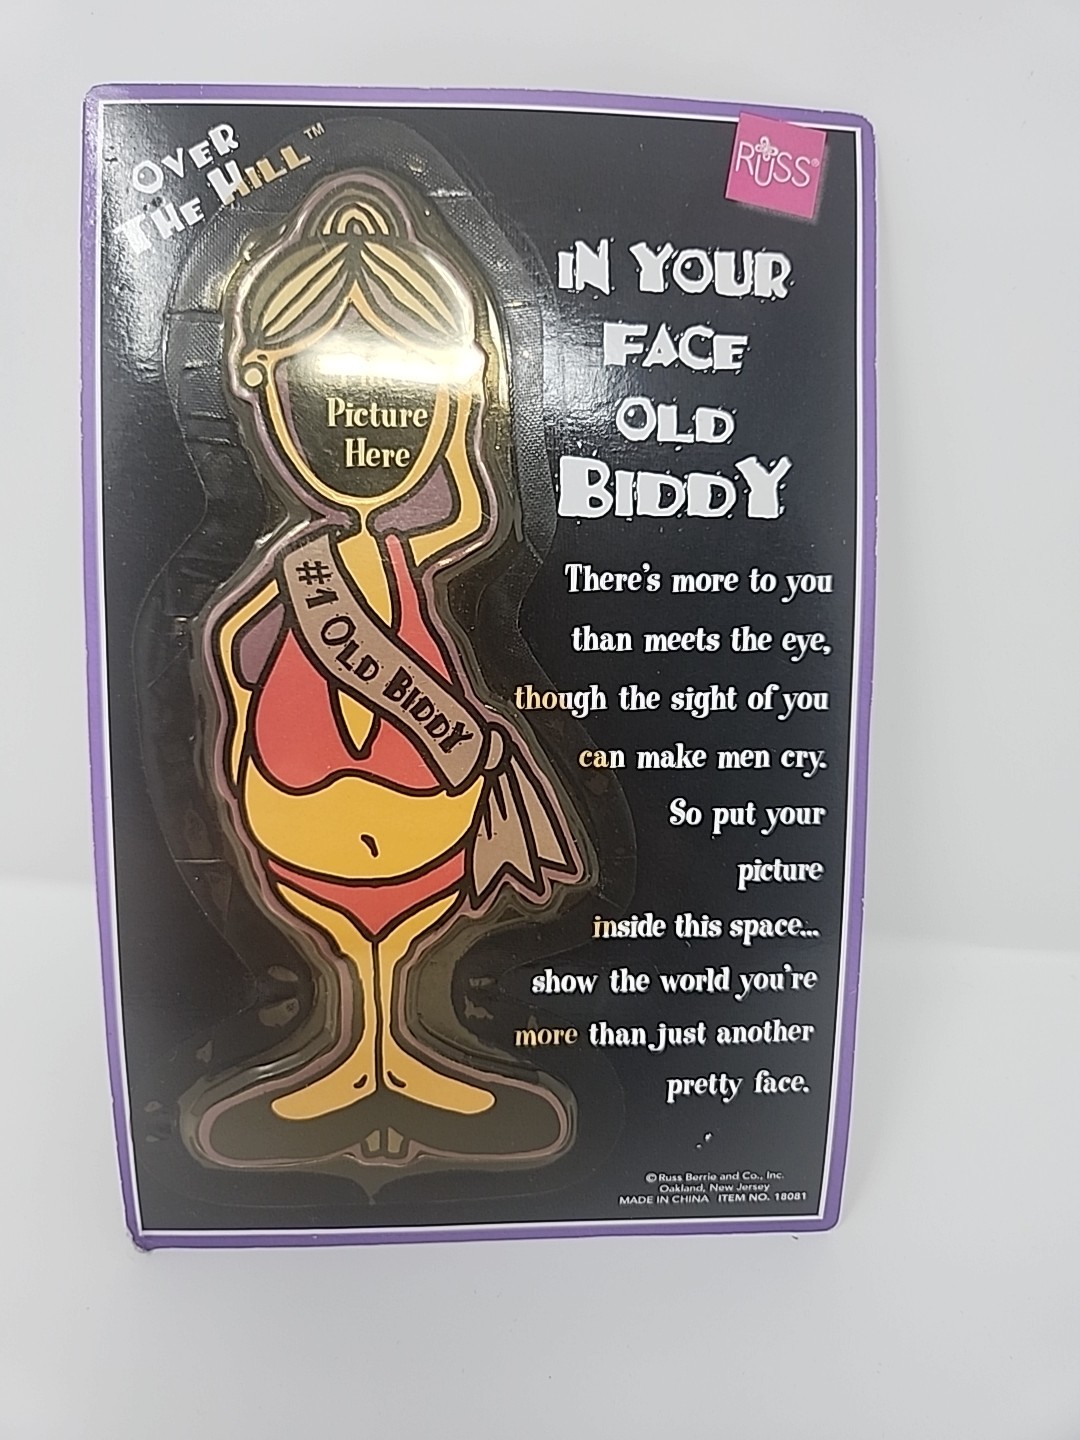 OVER
THE HILL™
RUSS®
IN YOUR
FACE
OLD
BIDDY
Picture
Here
#1 OLD BIDDY
There's more to you
than meets the eye,
though the sight of you
can make men cry.
So put your
picture
inside this space...
show the world you're
more than just another
pretty face.
© Russ Berrie and Co., Inc.
Oakland, New Jersey
MADE IN CHINA ITEM NO. 18081